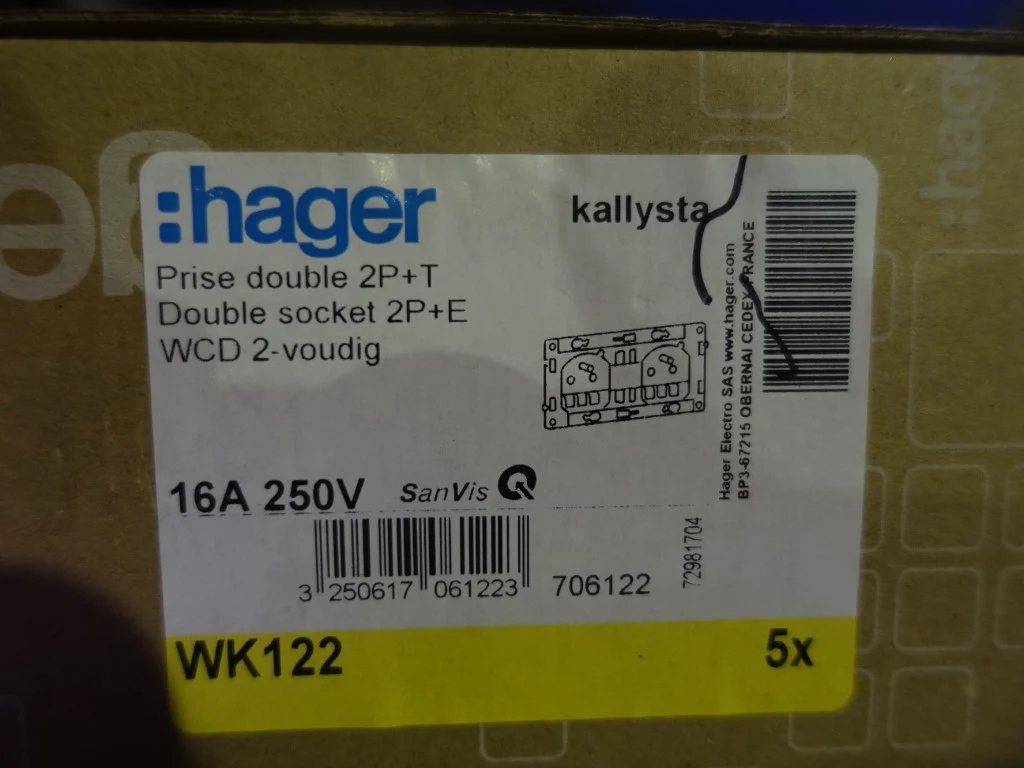 :hager
kallysta
Prise double 2P+T
Double socket 2P+E
WCD 2-voudig
Hager Electro SAS www.hager.com
BP3-67215 OBERNAI CEDEX FRANCE
16A 250V SanVis
3 250617 061223
706122
72981704
WK122
5x
:hager